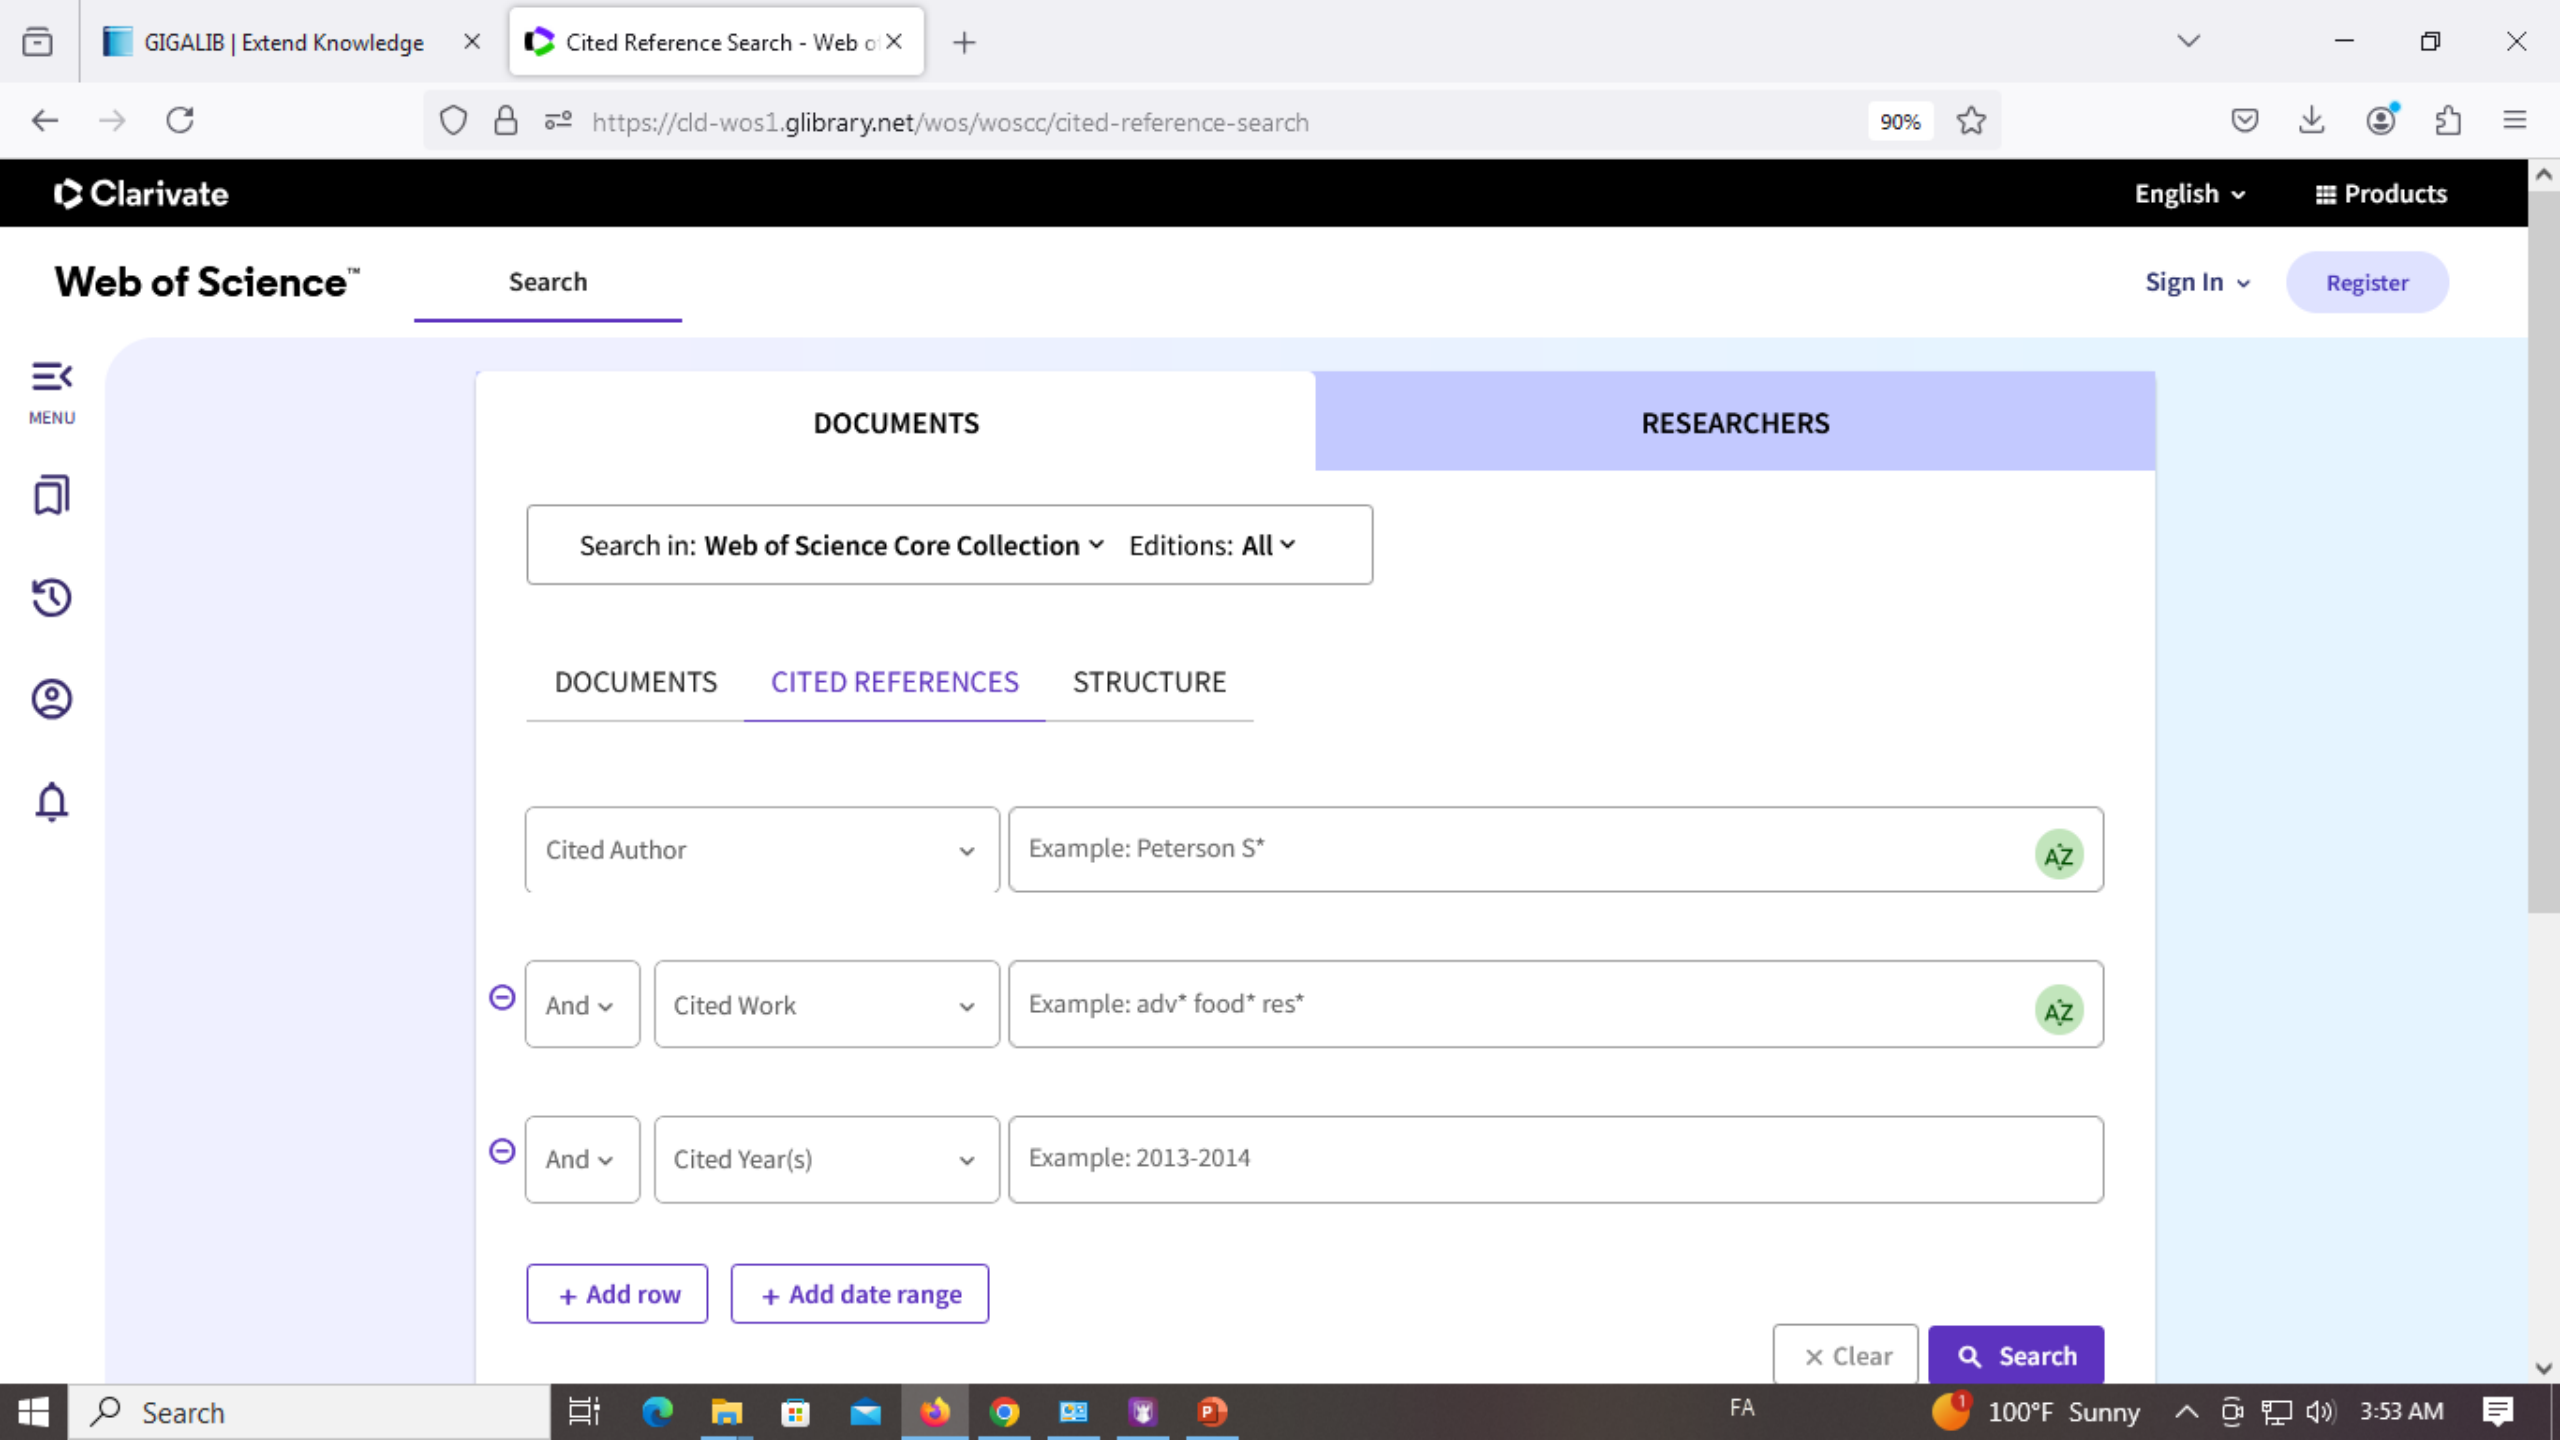 GIGALIB | Extend Knowledge
Cited Reference Search - Web of
https://cld-wos1.glibrary.net/wos/woscc/cited-reference-search
90%
Clarivate
English
Products
Web of Science™
Search
Sign In
Register
MENU
DOCUMENTS
RESEARCHERS
Search in: Web of Science Core Collection Editions: All
DOCUMENTS CITED REFERENCES STRUCTURE
Cited Author
Example: Peterson S*
AZ
And
Cited Work
Example: adv* food* res*
AZ
And
Cited Year(s)
Example: 2013-2014
+ Add row
+ Add date range
× Clear
Search
Search
FA
1
100°F Sunny
3:53 AM